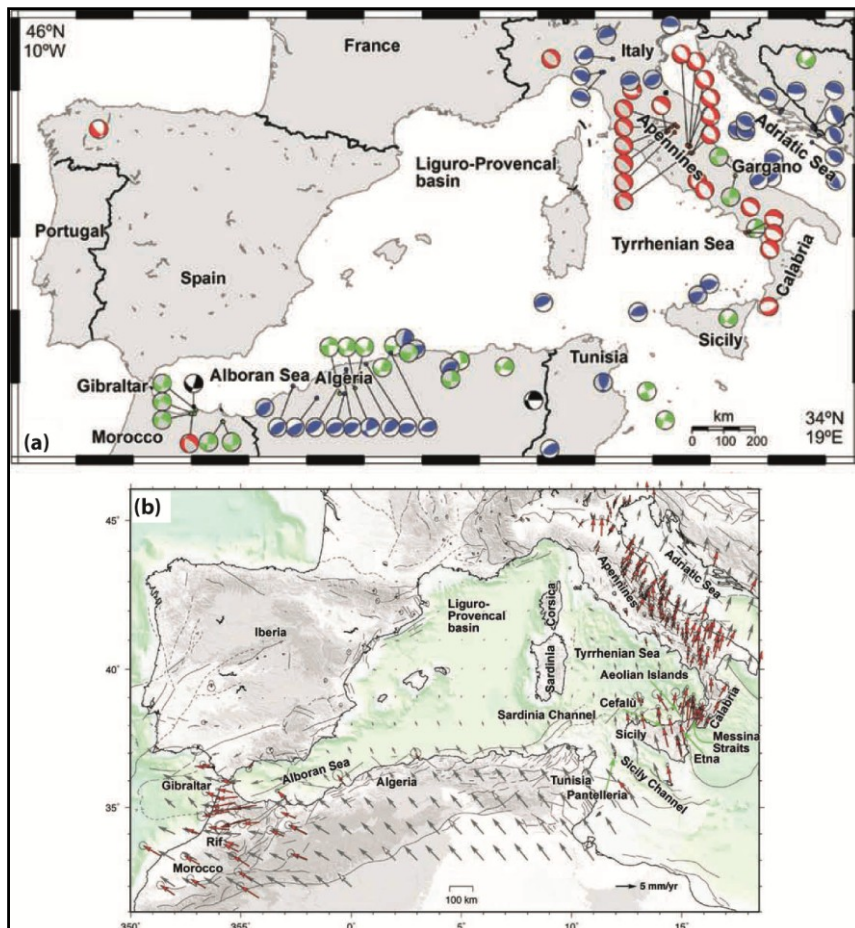 46ºN
10ºW
France
Italy
Adriatic Sea
Apennines
Gargano
Liguro-Provencal
basin
Portugal
Spain
Tyrrhenian Sea
Calabria
Sicily
Tunisia
Gibraltar
Alboran Sea
Algeria
Morocco
(a)
km
0 100 200
34ºN
19ºE
(b)
45˚
40˚
35˚
Apennines
Adriatic Sea
Liguro-
Provencal
basin
Corsica
Iberia
Sardinia
Tyrrhenian Sea
Aeolian Islands
Cefalù
Calabria
Sardinia Channel
Sicily
Messina
Straits
Etna
Gibraltar
Alboran Sea
Algeria
Tunisia
Sicily Channel
Pantelleria
Rif
Morocco
100 km
5 mm/yr
350˚ 355˚ 0˚ 5˚ 10˚ 15˚